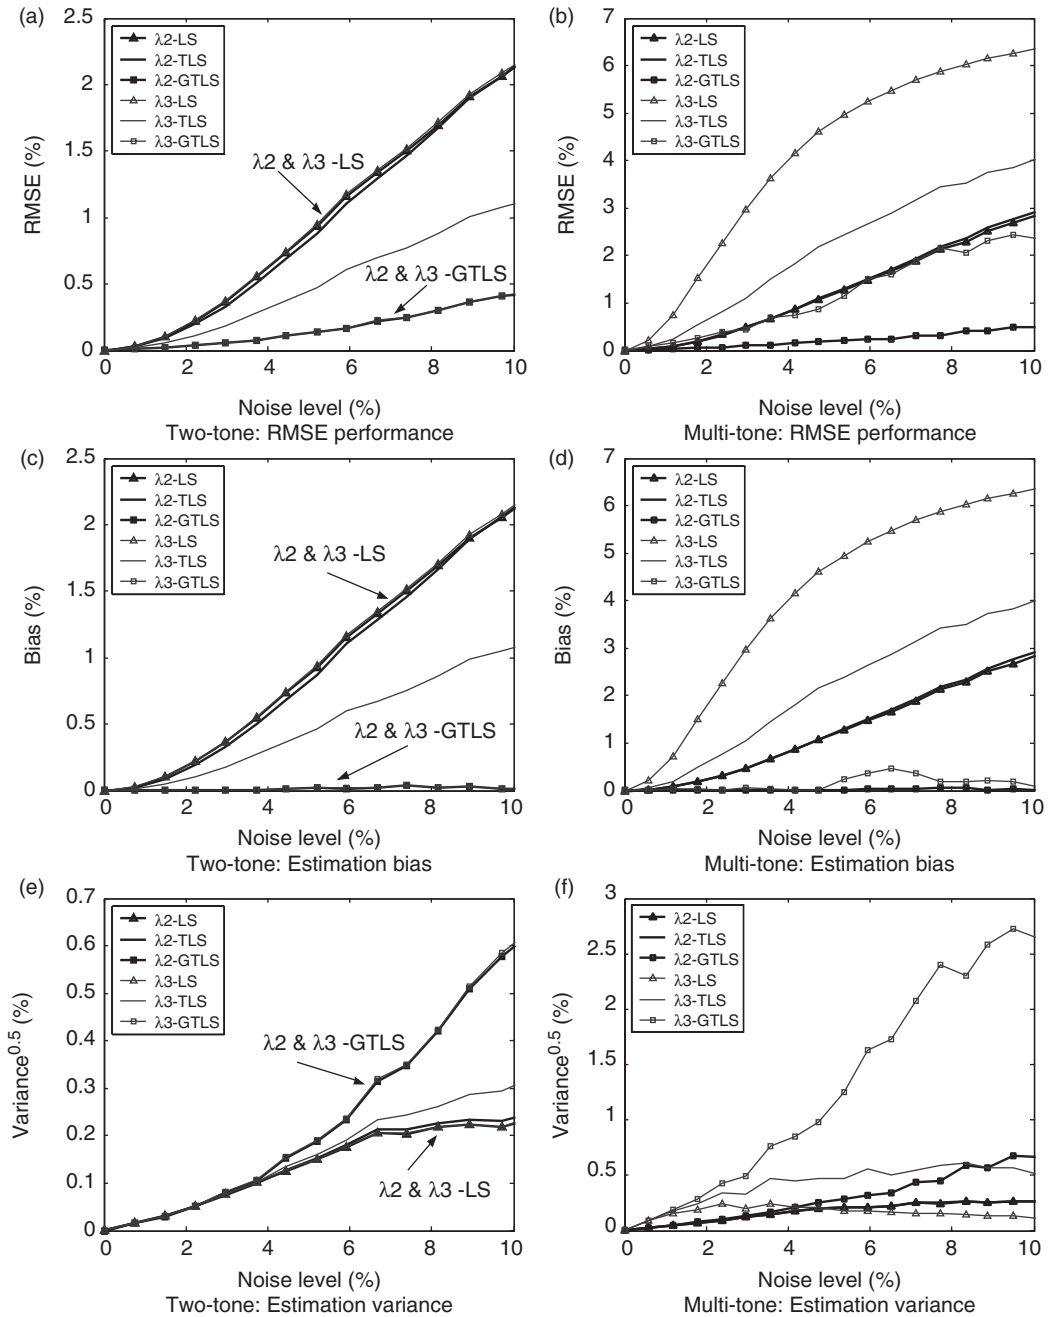 (a)
2.5
2
1.5
1
0.5
0
RMSE (%)
λ2-LS
λ2-TLS
λ2-GTLS
λ3-LS
λ3-TLS
λ3-GTLS
λ2 & λ3 -LS
λ2 & λ3 -GTLS
0 2 4 6 8 10
Noise level (%)
Two-tone: RMSE performance
(b)
7
6
5
4
3
2
1
0
RMSE (%)
λ2-LS
λ2-TLS
λ2-GTLS
λ3-LS
λ3-TLS
λ3-GTLS
0 2 4 6 8 10
Noise level (%)
Multi-tone: RMSE performance
(c)
2.5
2
1.5
1
0.5
0
Bias (%)
λ2-LS
λ2-TLS
λ2-GTLS
λ3-LS
λ3-TLS
λ3-GTLS
λ2 & λ3 -LS
λ2 & λ3 -GTLS
0 2 4 6 8 10
Noise level (%)
Two-tone: Estimation bias
(d)
7
6
5
4
3
2
1
0
Bias (%)
λ2-LS
λ2-TLS
λ2-GTLS
λ3-LS
λ3-TLS
λ3-GTLS
0 2 4 6 8 10
Noise level (%)
Multi-tone: Estimation bias
(e)
0.7
0.6
0.5
0.4
0.3
0.2
0.1
0
Variance^0.5 (%)
λ2-LS
λ2-TLS
λ2-GTLS
λ3-LS
λ3-TLS
λ3-GTLS
λ2 & λ3 -GTLS
λ2 & λ3 -LS
0 2 4 6 8 10
Noise level (%)
Two-tone: Estimation variance
(f)
3
2.5
2
1.5
1
0.5
0
Variance^0.5 (%)
λ2-LS
λ2-TLS
λ2-GTLS
λ3-LS
λ3-TLS
λ3-GTLS
0 2 4 6 8 10
Noise level (%)
Multi-tone: Estimation variance